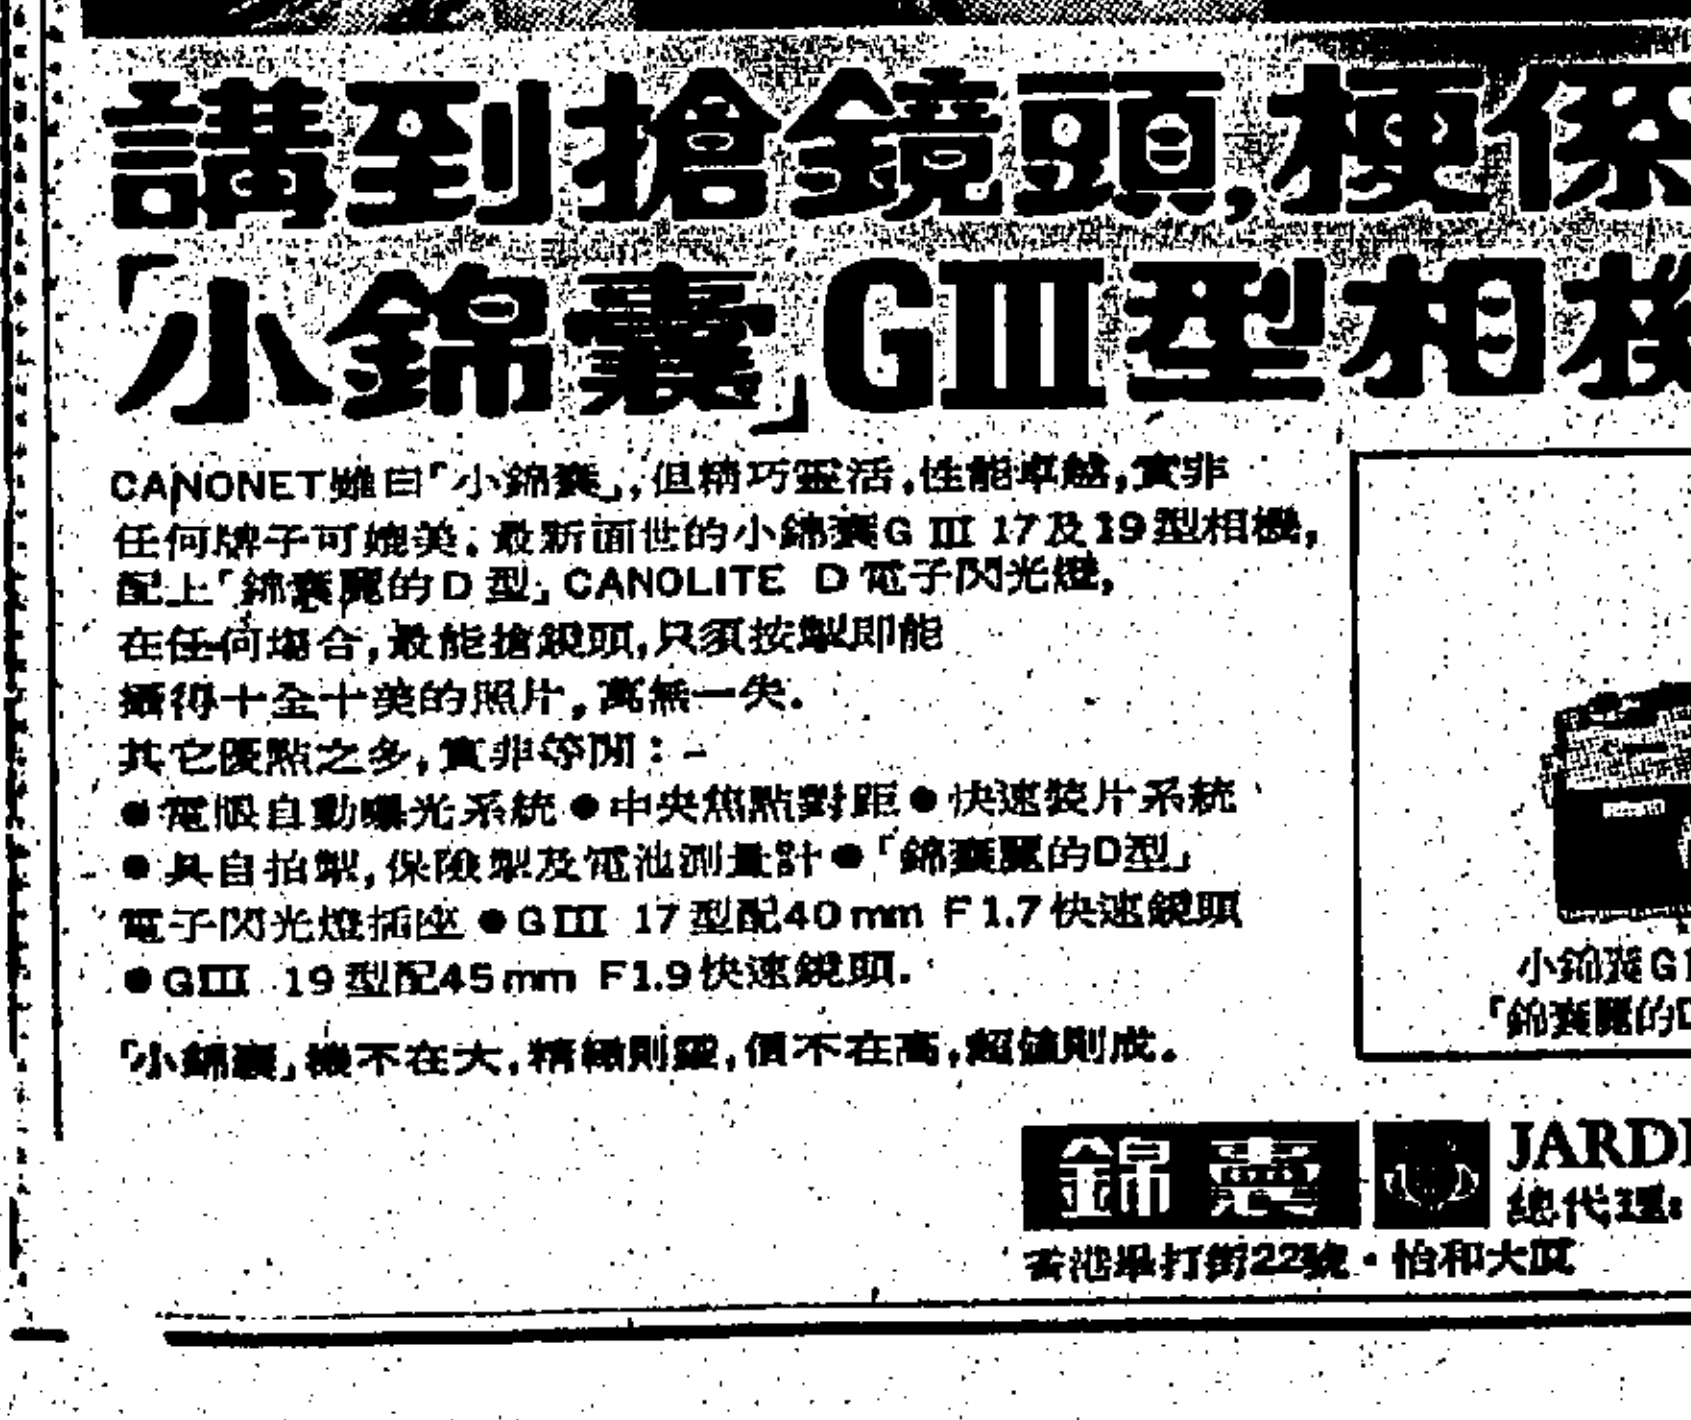 講到搶鏡頭,梗係
「小錦囊」GIII型相機
CANONET雖曰「小錦囊」,但精巧靈活,性能卓越,實非
任何牌子可媲美。最新面世的小錦囊G III 17及19型相機,
配上「錦囊寶的D型」CANOLITE D電子閃光燈,
在任何場合,最能搶鏡頭,只須按掣即能
攝得十全十美的照片,萬無一失。
其它優點之多,實非等閒:-
●電眼自動曝光系統●中央焦點對距●快速裝片系統
●具自拍掣,保險掣及電池測量計●「錦囊麗的D型」
電子閃光燈插座●GIII 17型配40mm F1.7快速鏡頭
●GIII 19型配45mm F1.9快速鏡頭.
「小錦囊」機不在大,精緻則靈,價不在高,超值則成。
小錦囊G
「錦囊麗的D
錦囊
JARDI
總代理:
香港畢打街22號・怡和大廈